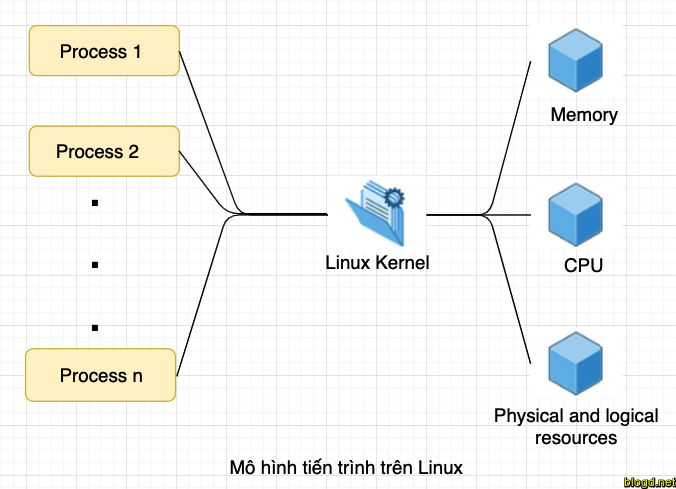 Process 1
Process 2
Process n
Linux Kernel
Memory
CPU
Physical and logical
resources
Mô hình tiến trình trên Linux
blogd.net